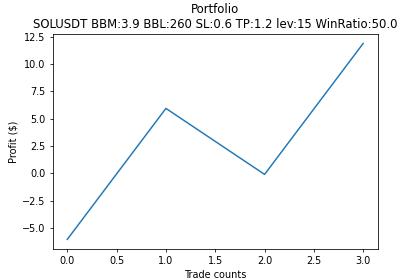 Portfolio
SOLUSDT BBM:3.9 BBL:260 SL:0.6 TP:1.2 lev:15 WinRatio:50.0
12.5
10.0
7.5
5.0
2.5
0.0
−2.5
−5.0
Profit ($)
0.0 0.5 1.0 1.5 2.0 2.5 3.0
Trade counts